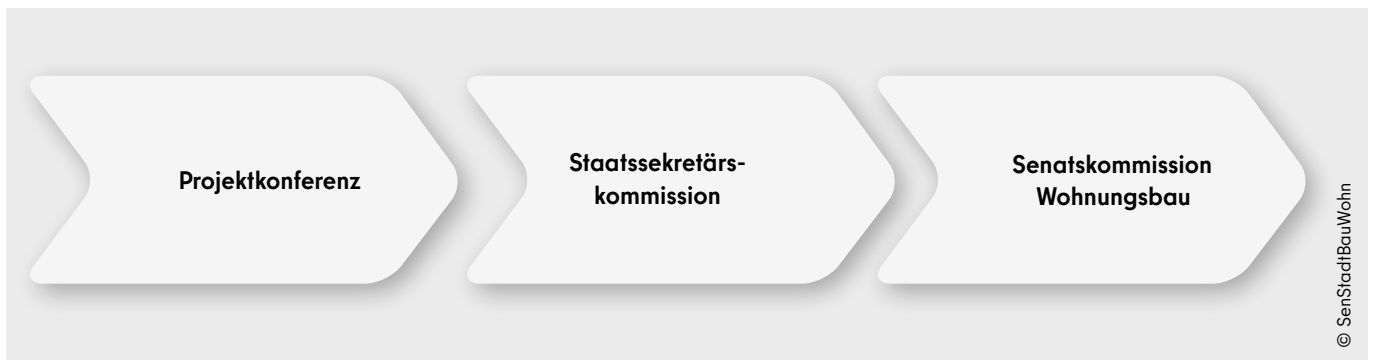 Projektkonferenz
Staatssekretärs-
kommission
Senatskommission
Wohnungsbau
© SenStadtBauWohn